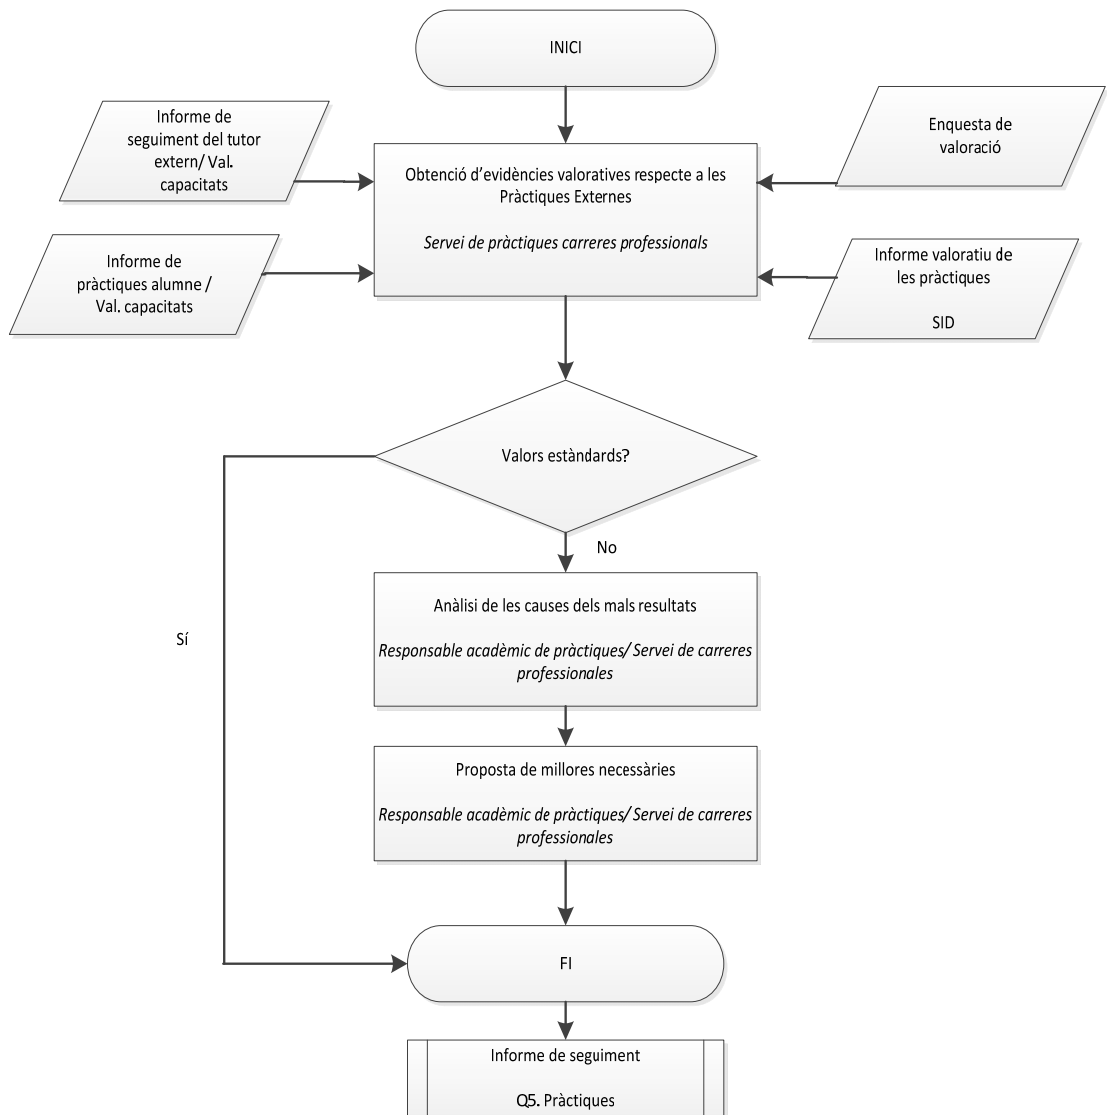 INICI
Informe de
seguiment del tutor
extern/ Val.
capacitats
Enquesta de
valoració
Obtenció d’evidències valoratives respecte a les
Pràctiques Externes
Servei de pràctiques carreres professionals
Informe de
pràctiques alumne /
Val. capacitats
Informe valoratiu de
les pràctiques
SID
Valors estàndards?
No
Sí
Anàlisi de les causes dels mals resultats
Responsable acadèmic de pràctiques/ Servei de carreres
professionales
Proposta de millores necessàries
Responsable acadèmic de pràctiques/ Servei de carreres
professionales
FI
Informe de seguiment
Q5. Pràctiques